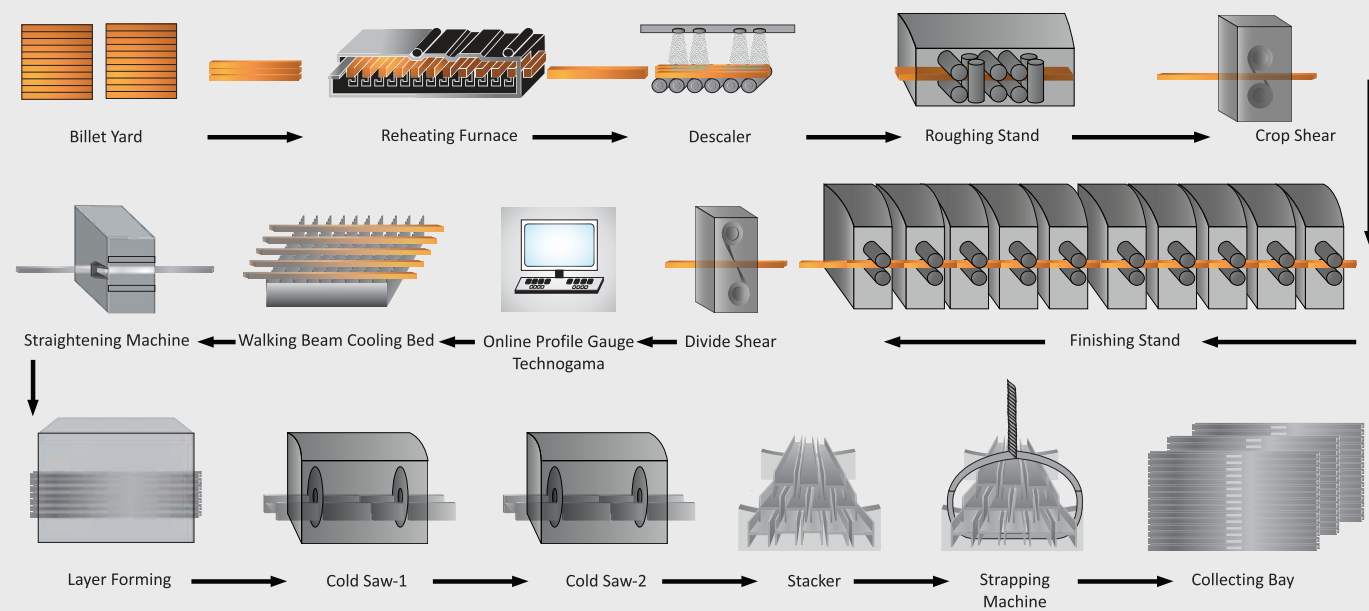 Billet Yard
Reheating Furnace
Descaler
Roughing Stand
Crop Shear
Straightening Machine
Walking Beam Cooling Bed
Online Profile Gauge
Technogama
Divide Shear
Finishing Stand
Layer Forming
Cold Saw-1
Cold Saw-2
Stacker
Strapping
Machine
Collecting Bay